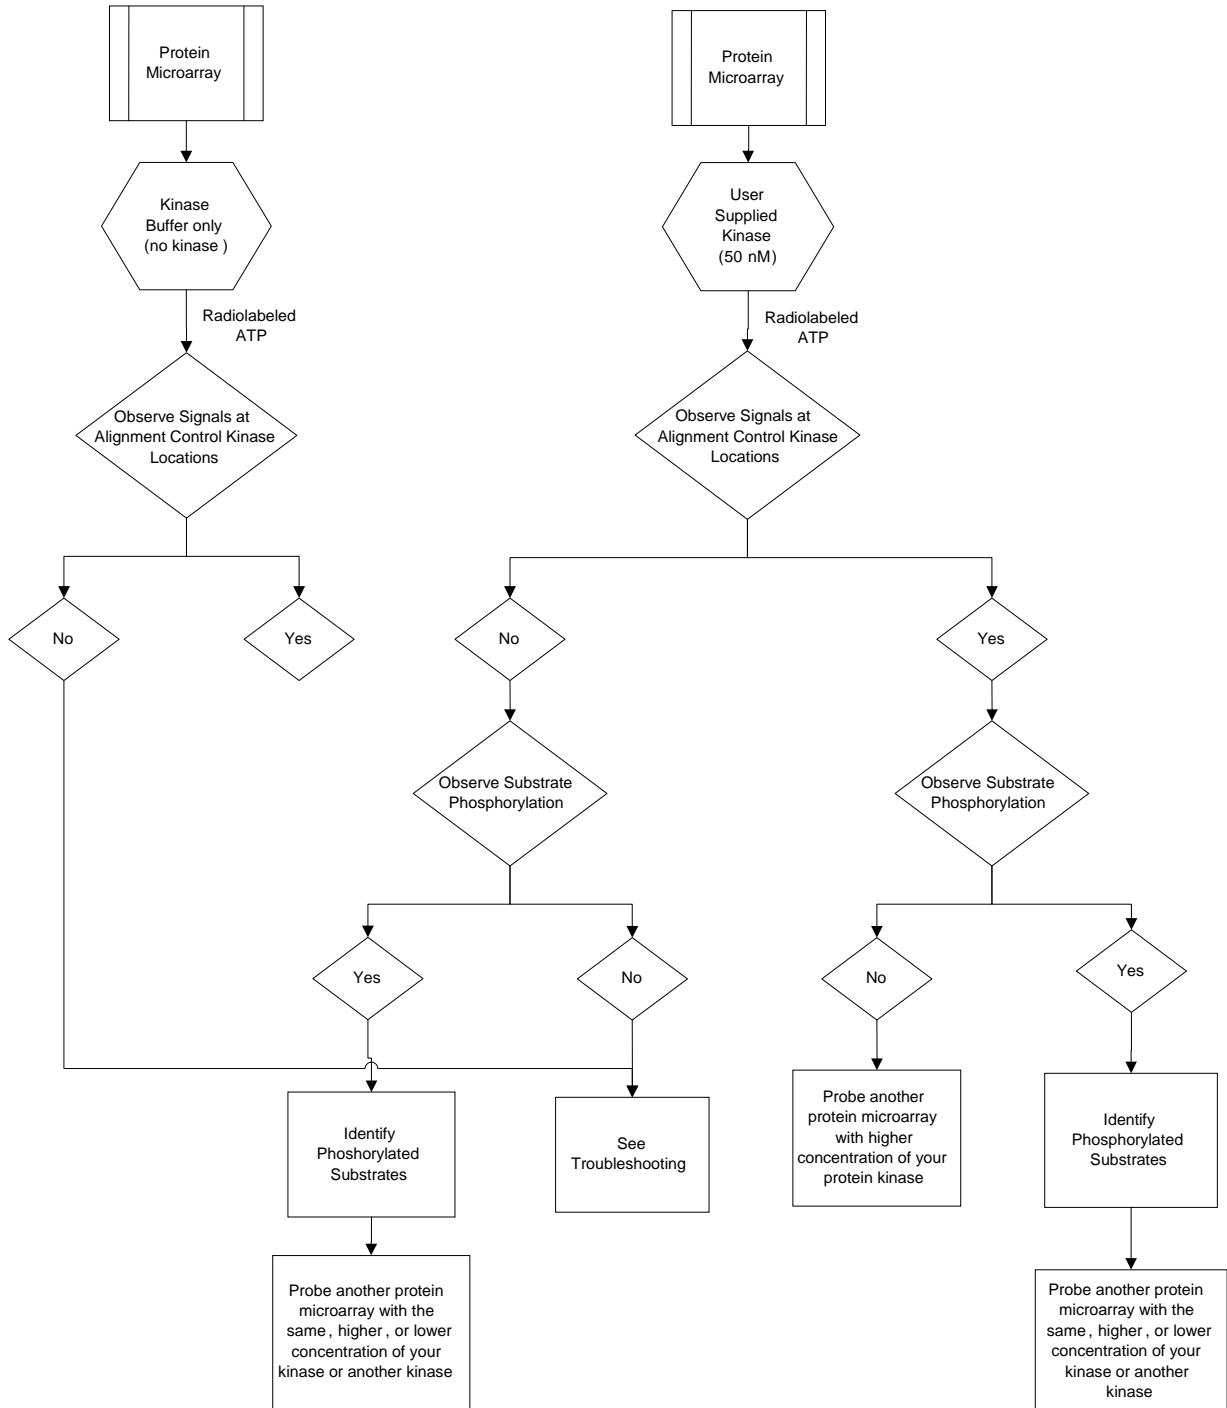 Protein
Microarray
Protein
Microarray
Kinase
Buffer only
(no kinase )
User
Supplied
Kinase
(50 nM)
Radiolabeled
ATP
Radiolabeled
ATP
Observe Signals at
Alignment Control Kinase
Locations
Observe Signals at
Alignment Control Kinase
Locations
No
Yes
No
Yes
Observe Substrate
Phosphorylation
Observe Substrate
Phosphorylation
Yes
No
No
Yes
Identify
Phoshorylated
Substrates
See
Troubleshooting
Probe another
protein microarray
with higher
concentration of your
protein kinase
Identify
Phosphorylated
Substrates
Probe another protein
microarray with the
same , higher , or lower
concentration of your
kinase or another kinase
Probe another protein
microarray with the
same , higher , or lower
concentration of your
kinase or another
kinase